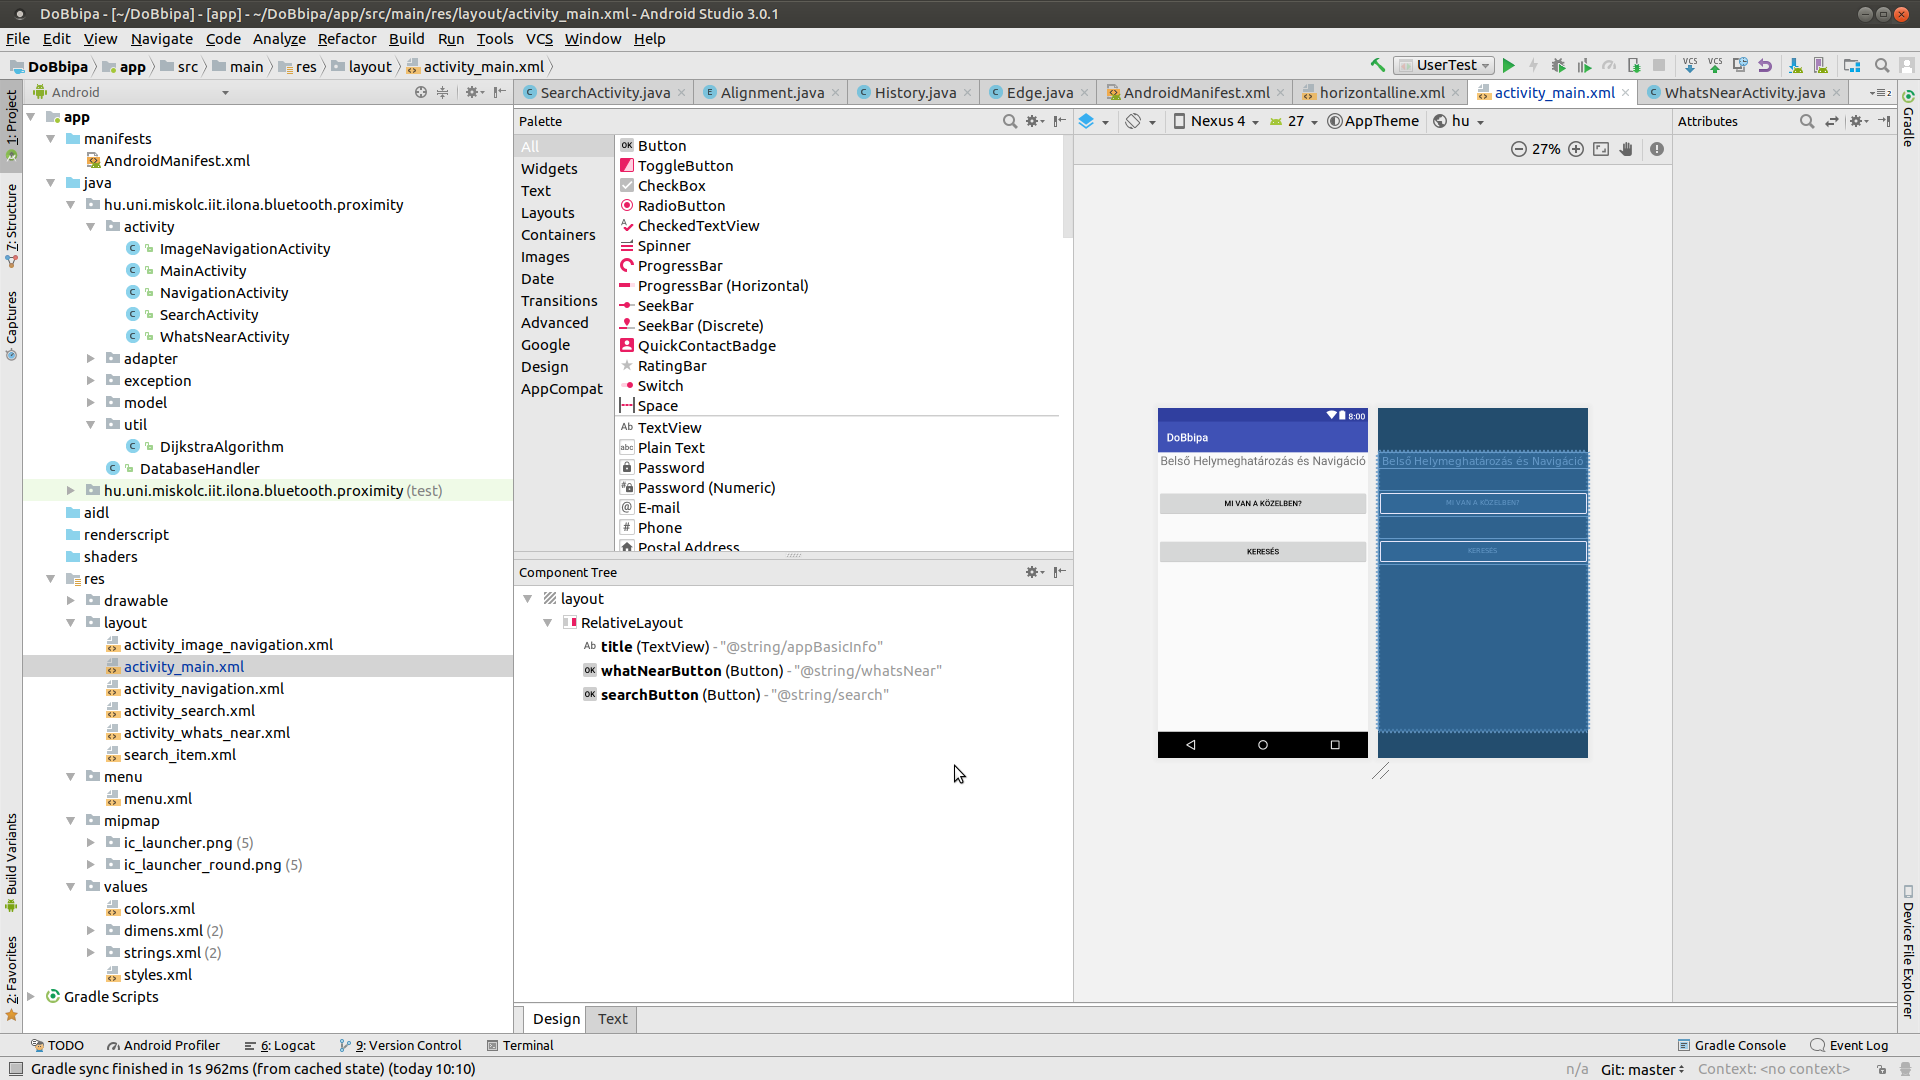 DoBbipa - [~/DoBbipa] - [app] - ~/DoBbipa/app/src/main/res/layout/activity_main.xml - Android Studio 3.0.1
File Edit View Navigate Code Analyze Refactor Build Run Tools VCS Window Help
DoBbipa app src main res layout activity_main.xml UserTest
Android
SearchActivity.java Alignment.java History.java Edge.java AndroidManifest.xml horizontalline.xml activity_main.xml WhatsNearActivity.java
1: Project
7: Structure
Captures
Build Variants
2: Favorites
app
manifests
AndroidManifest.xml
java
hu.uni.miskolc.iit.ilona.bluetooth.proximity
activity
ImageNavigationActivity
MainActivity
NavigationActivity
SearchActivity
WhatsNearActivity
adapter
exception
model
util
DijkstraAlgorithm
DatabaseHandler
hu.uni.miskolc.iit.ilona.bluetooth.proximity (test)
aidl
renderscript
shaders
res
drawable
layout
activity_image_navigation.xml
activity_main.xml
activity_navigation.xml
activity_search.xml
activity_whats_near.xml
search_item.xml
menu
menu.xml
mipmap
ic_launcher.png (5)
ic_launcher_round.png (5)
values
colors.xml
dimens.xml (2)
strings.xml (2)
styles.xml
Gradle Scripts
Palette
All
Widgets
Text
Layouts
Containers
Images
Date
Transitions
Advanced
Google
Design
AppCompat
Button
ToggleButton
CheckBox
RadioButton
CheckedTextView
Spinner
ProgressBar
ProgressBar (Horizontal)
SeekBar
SeekBar (Discrete)
QuickContactBadge
RatingBar
Switch
Space
TextView
Plain Text
Password
Password (Numeric)
E-mail
Phone
Postal Address
Component Tree
layout
RelativeLayout
title (TextView) - "@string/appBasicInfo"
whatNearButton (Button) - "@string/whatsNear"
searchButton (Button) - "@string/search"
Design Text
Nexus 4 27 AppTheme hu
27%
8:00
DoBbipa
Belső Helymeghatározás és Navigáció
MI VAN A KÖZELBEN?
KERESÉS
Belső Helymeghatározás és Navigáció
MI VAN A KÖZELBEN?
KERESÉS
Attributes
Gradle
Device File Explorer
TODO Android Profiler 6: Logcat 9: Version Control Terminal Gradle Console Event Log
Gradle sync finished in 1s 962ms (from cached state) (today 10:10) n/a Git: master Context: <no context>